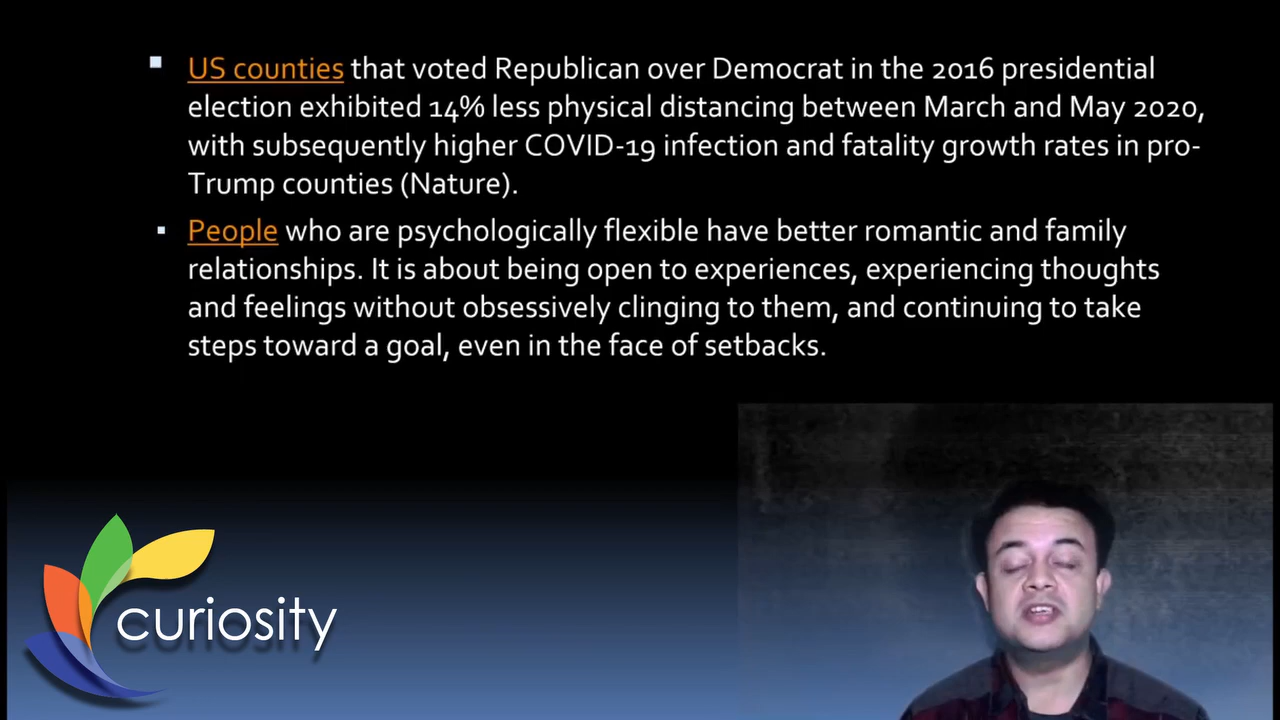 US counties that voted Republican over Democrat in the 2016 presidential
election exhibited 14% less physical distancing between March and May 2020,
with subsequently higher COVID-19 infection and fatality growth rates in pro-
Trump counties (Nature).
People who are psychologically flexible have better romantic and family
relationships. It is about being open to experiences, experiencing thoughts
and feelings without obsessively clinging to them, and continuing to take
steps toward a goal, even in the face of setbacks.
curiosity